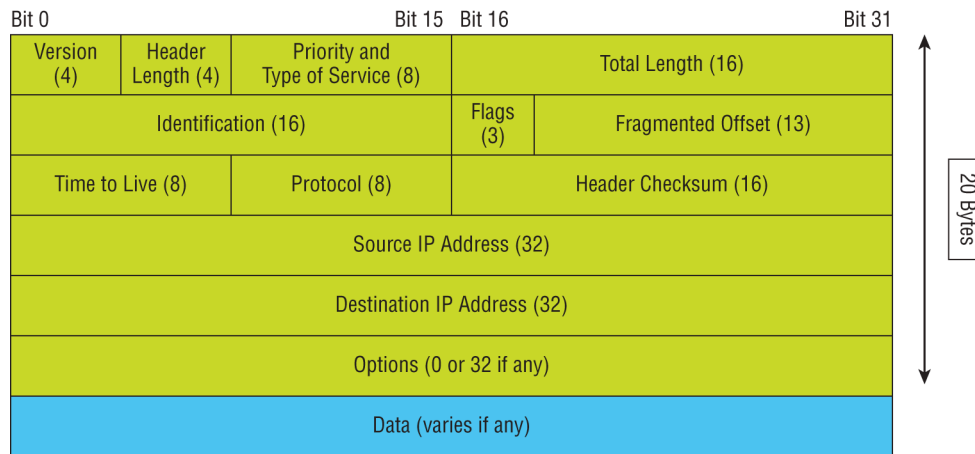 Bit 0 Bit 15 Bit 16 Bit 31
Version
(4)
Header
Length (4)
Priority and
Type of Service (8)
Total Length (16)
Identification (16)
Flags
(3)
Fragmented Offset (13)
Time to Live (8)
Protocol (8)
Header Checksum (16)
Source IP Address (32)
Destination IP Address (32)
Options (0 or 32 if any)
Data (varies if any)
20 Bytes